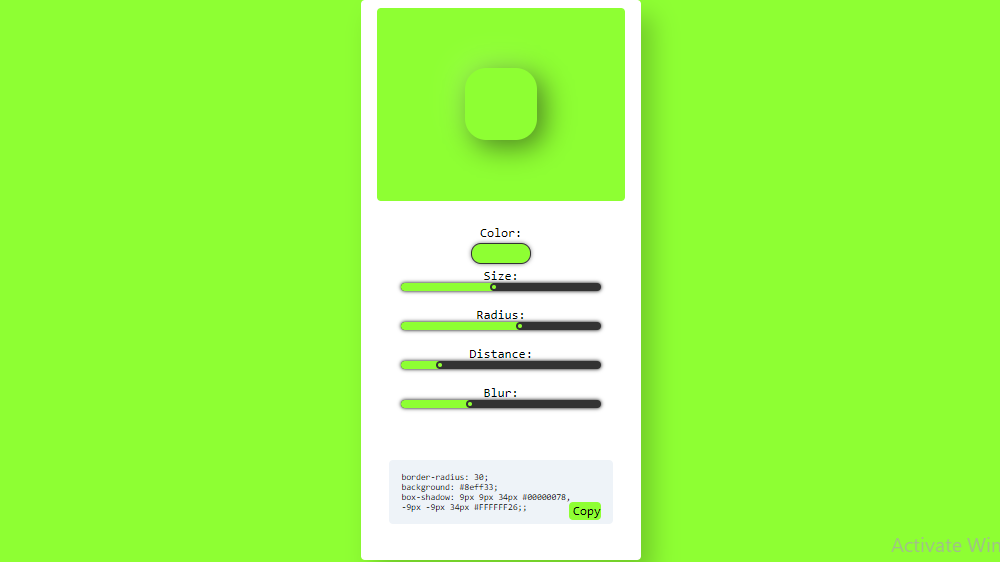 Color:
Size:
Radius:
Distance:
Blur:
border-radius: 30;
background: #8eff33;
box-shadow: 9px 9px 34px #00000078,
-9px -9px 34px #FFFFFF26;;
Copy
Activate Win